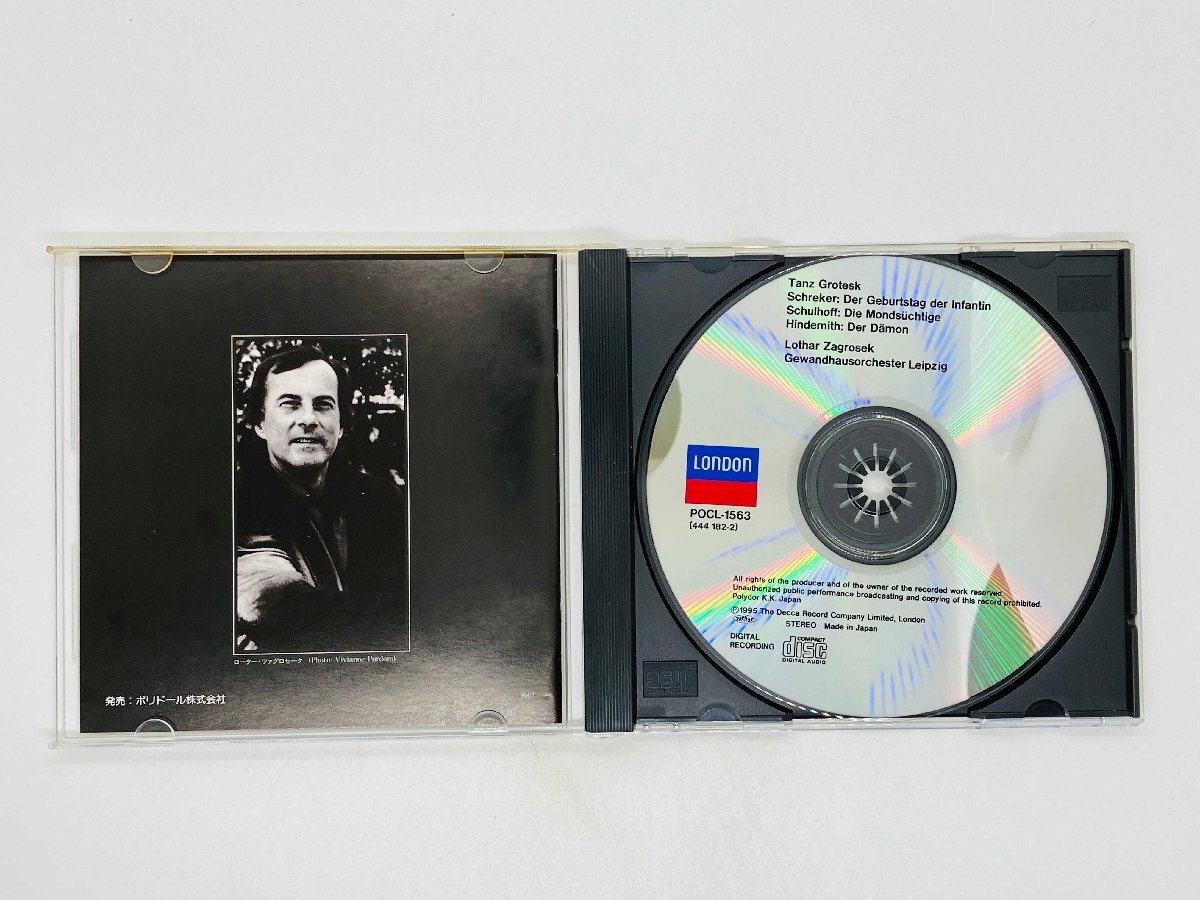 ローター・ツァグロセーク (Photo: Vivianne Purdom)
発売:ポリドール株式会社
Tanz Grotesk
Schreker: Der Geburtstag der Infantin
Schulhoff: Die Mondsüchtige
Hindemith: Der Dämon
Lothar Zagrosek
Gewandhausorchester Leipzig
LONDON
POCL-1563
(444 182-2)
All rights of the producer and of the owner of the recorded work reserved.
Unauthorized public performance broadcasting and copying of this record prohibited.
Polydor K.K. Japan
Ⓟ1995 The Decca Record Company Limited, London
STEREO Made in Japan
DIGITAL
RECORDING
COMPACT
disc
DIGITAL AUDIO